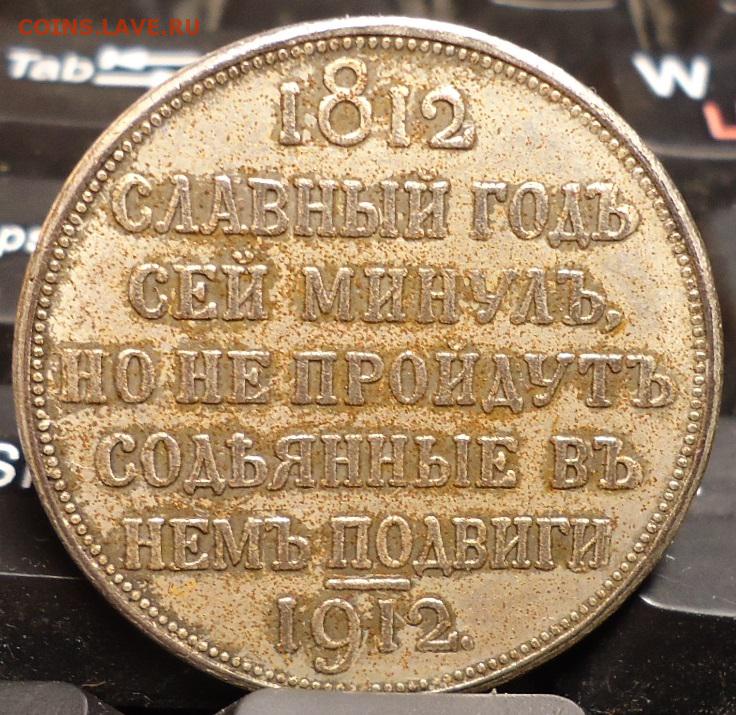 COINS.LAVE.RU
Tab
W
1812
СЛАВНЫЙ ГОДЪ
СЕЙ МИНУЛЪ,
НО НЕ ПРОЙДУТЪ
СОДѢЯННЫЕ ВЪ
НЕМЪ ПОДВИГИ
1912.